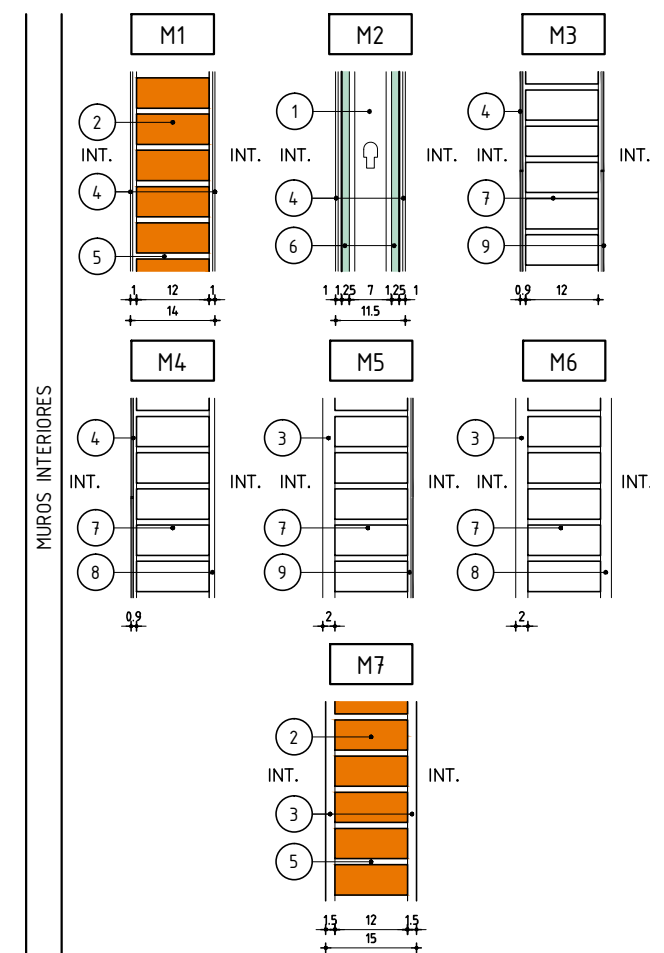 MUROS INTERIORES
M1
2
INT.
INT.
4
5
1 12 1
14
M2
1
INT.
INT.
4
6
1 1,25 7 1,25 1
11.5
M3
4
INT.
INT.
7
9
0.9 12
M4
4
INT.
INT.
7
8
0.9
M5
3
INT.
INT.
7
9
2
M6
3
INT.
INT.
7
8
2
M7
2
INT.
INT.
3
5
1.5 12 1.5
15